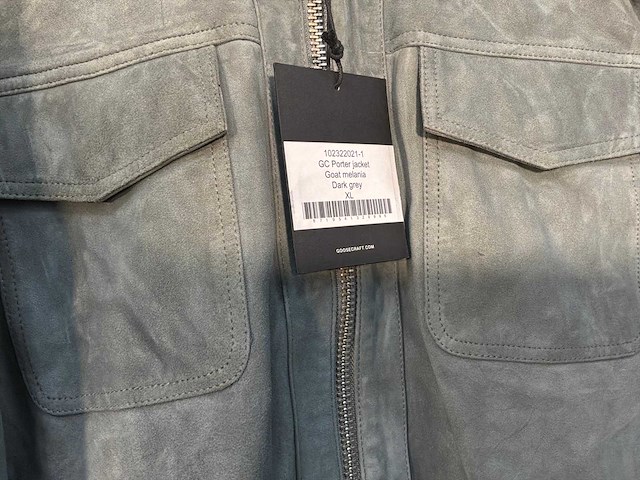 102322021-1
GC Porter jacket
Goat melania
Dark grey
XL
GOOSECRAFT.COM